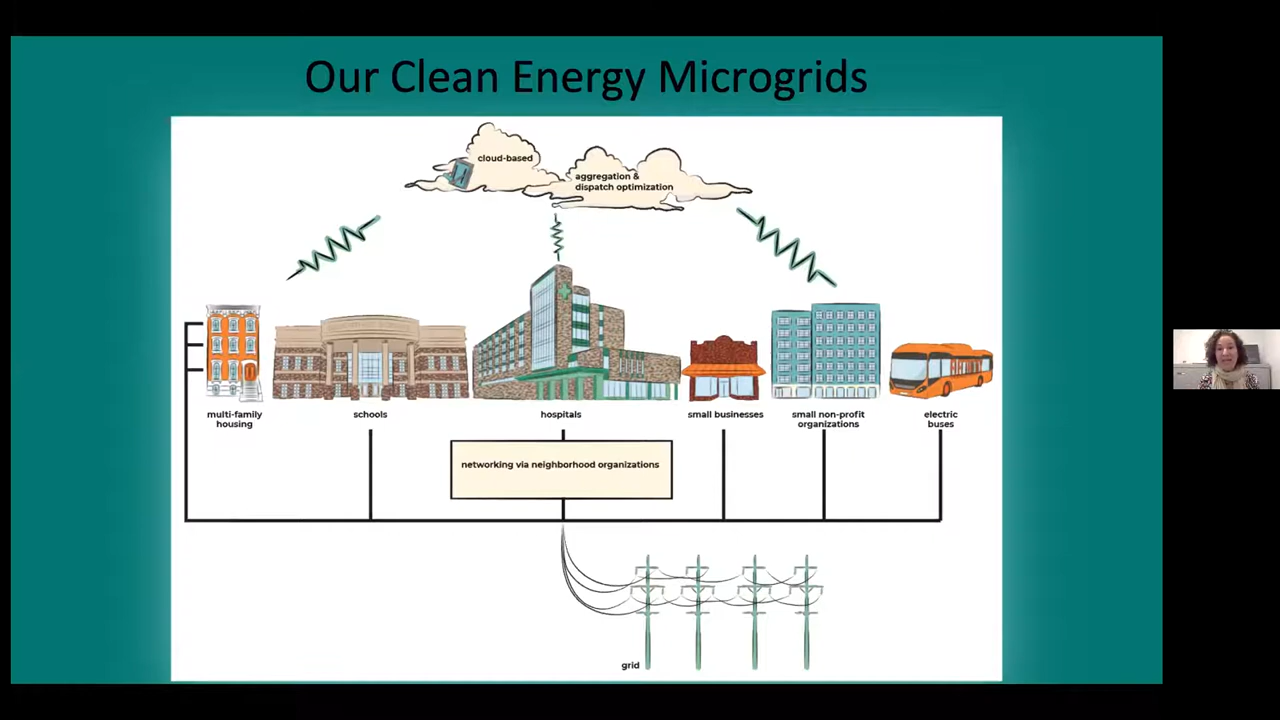 Our Clean Energy Microgrids
cloud-based
aggregation &
dispatch optimization
multi-family
housing
schools
hospitals
small businesses
small non-profit
organizations
electric
buses
networking via neighborhood organizations
grid